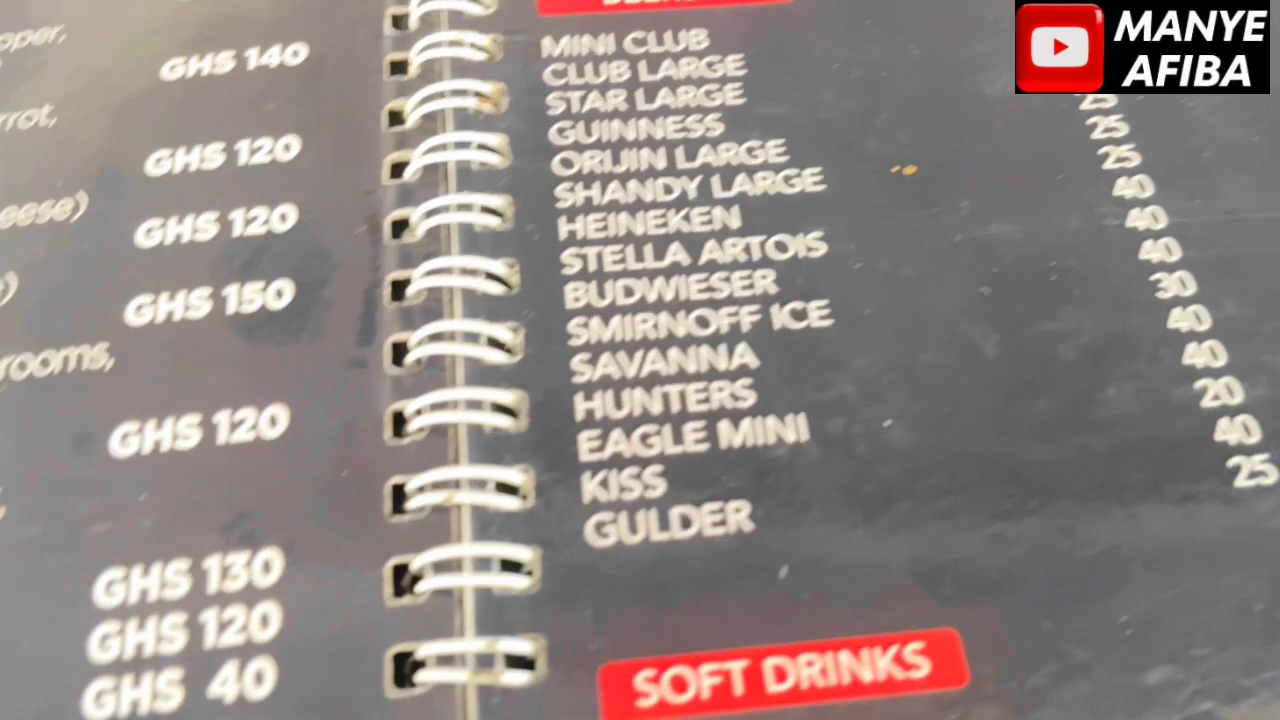 MANYE
AFIBA
oper,
GHS 140
rrot,
GHS 120
eese)
GHS 120
)
GHS 150
rooms,
GHS 120
GHS 130
GHS 120
GHS 40
MINI CLUB
CLUB LARGE
STAR LARGE 25
GUINNESS 25
ORIJIN LARGE 25
SHANDY LARGE 40
HEINEKEN 40
STELLA ARTOIS 40
BUDWIESER 30
SMIRNOFF ICE 40
SAVANNA 40
HUNTERS 20
EAGLE MINI 40
KISS 25
GULDER
SOFT DRINKS